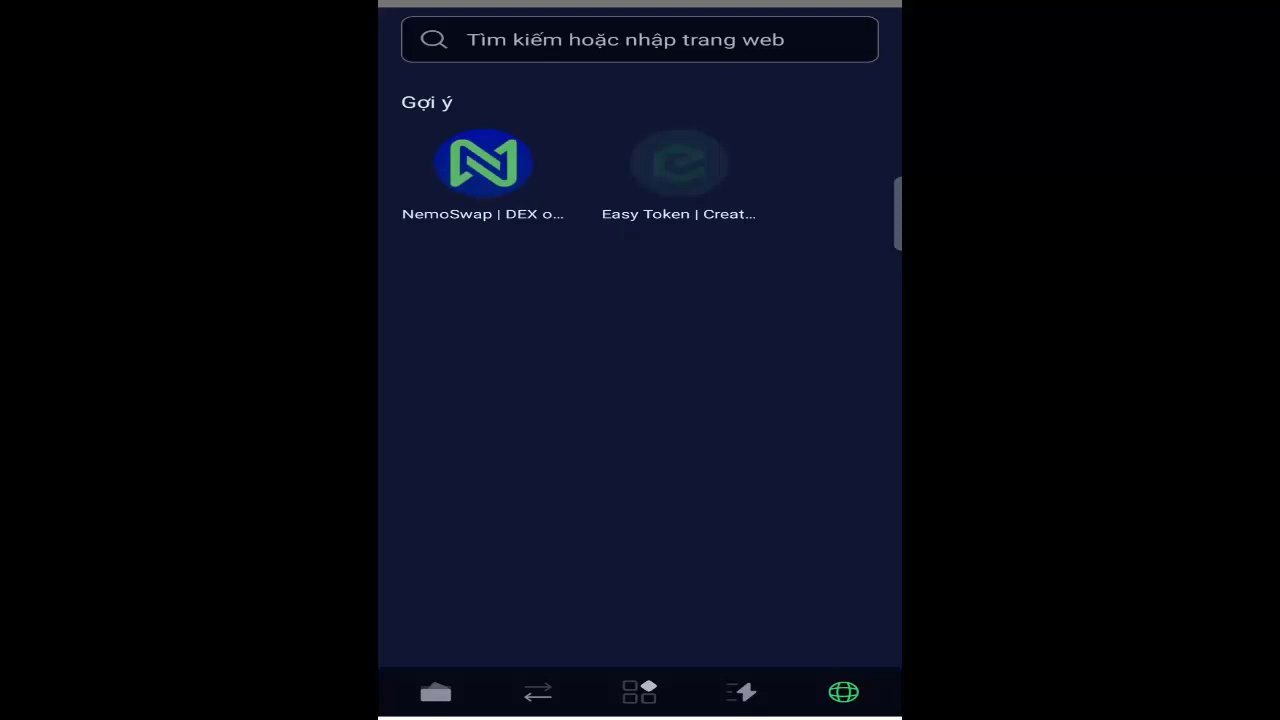 Tìm kiếm hoặc nhập trang web
Gợi ý
NemoSwap | DEX o...
Easy Token | Creat...